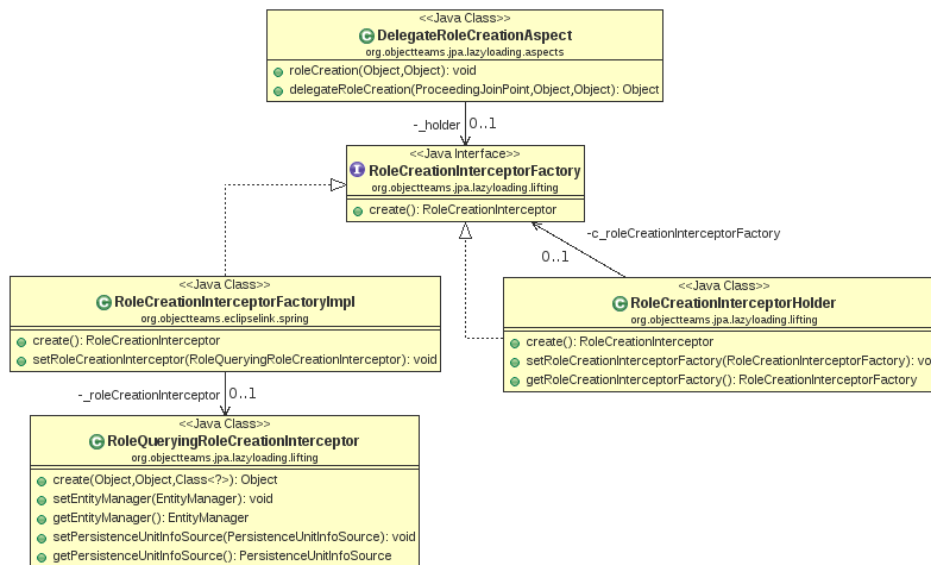 <<Java Class>>
C DelegateRoleCreationAspect
org.objectteams.jpa.lazyloading.aspects
roleCreation(Object,Object): void
delegateRoleCreation(ProceedingJoinPoint,Object,Object): Object
-_holder 0..1
<<Java Interface>>
I RoleCreationInterceptorFactory
org.objectteams.jpa.lazyloading.lifting
create(): RoleCreationInterceptor
-c_roleCreationInterceptorFactory
0..1
<<Java Class>>
C RoleCreationInterceptorFactoryImpl
org.objectteams.eclipselink.spring
create(): RoleCreationInterceptor
setRoleCreationInterceptor(RoleQueryingRoleCreationInterceptor): void
<<Java Class>>
C RoleCreationInterceptorHolder
org.objectteams.jpa.lazyloading.lifting
create(): RoleCreationInterceptor
setRoleCreationInterceptorFactory(RoleCreationInterceptorFactory): vo
getRoleCreationInterceptorFactory(): RoleCreationInterceptorFactory
-_roleCreationInterceptor 0..1
<<Java Class>>
C RoleQueryingRoleCreationInterceptor
org.objectteams.jpa.lazyloading.lifting
create(Object,Object,Class<?>): Object
setEntityManager(EntityManager): void
getEntityManager(): EntityManager
setPersistenceUnitInfoSource(PersistenceUnitInfoSource): void
getPersistenceUnitInfoSource(): PersistenceUnitInfoSource